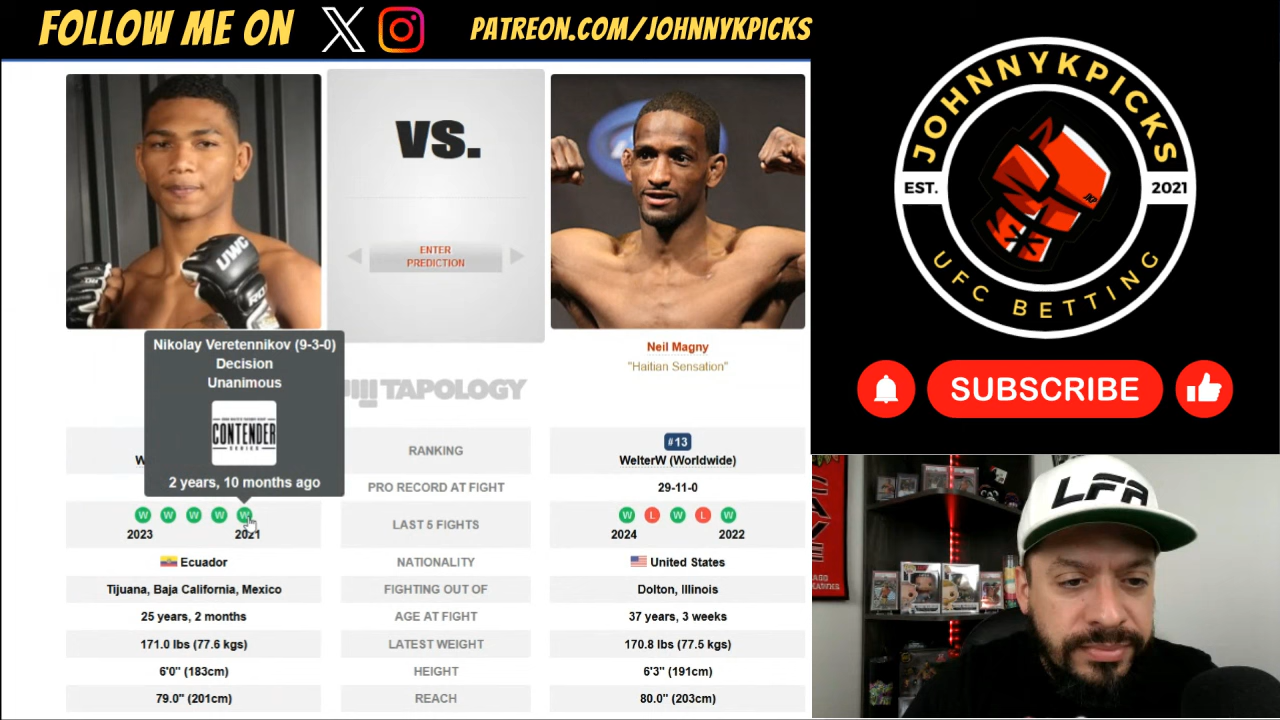 FOLLOW ME ON
PATREON.COM/JOHNNYKPICKS
VS.
UWC
ENTER
PREDICTION
Nikolay Veretennikov (9-3-0)
Decision
Unanimous
CONTENDER
SERIES
2 years, 10 months ago
Neil Magny
"Haitian Sensation"
TAPOLOGY
W
RANKING
#13
WelterW (Worldwide)
PRO RECORD AT FIGHT
29-11-0
W W W W W
LAST 5 FIGHTS
W L W L W
2023
2021
2024
2022
Ecuador
NATIONALITY
United States
Tijuana, Baja California, Mexico
FIGHTING OUT OF
Dolton, Illinois
25 years, 2 months
AGE AT FIGHT
37 years, 3 weeks
171.0 lbs (77.6 kgs)
LATEST WEIGHT
170.8 lbs (77.5 kgs)
6'0" (183cm)
HEIGHT
6'3" (191cm)
79.0" (201cm)
REACH
80.0" (203cm)
JOHNNYKPICKS
EST.
2021
JKP
UFC BETTING
SUBSCRIBE
LFA